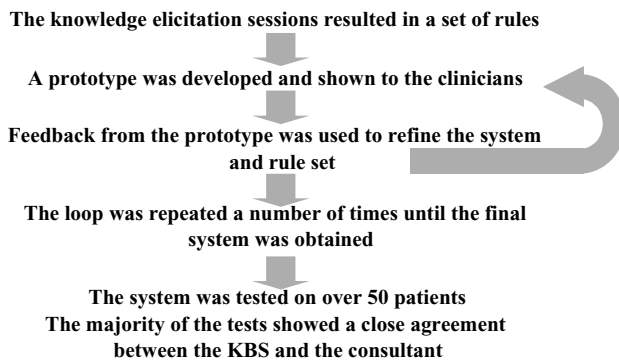 The knowledge elicitation sessions resulted in a set of rules
A prototype was developed and shown to the clinicians
Feedback from the prototype was used to refine the system
and rule set
The loop was repeated a number of times until the final
system was obtained
The system was tested on over 50 patients
The majority of the tests showed a close agreement
between the KBS and the consultant